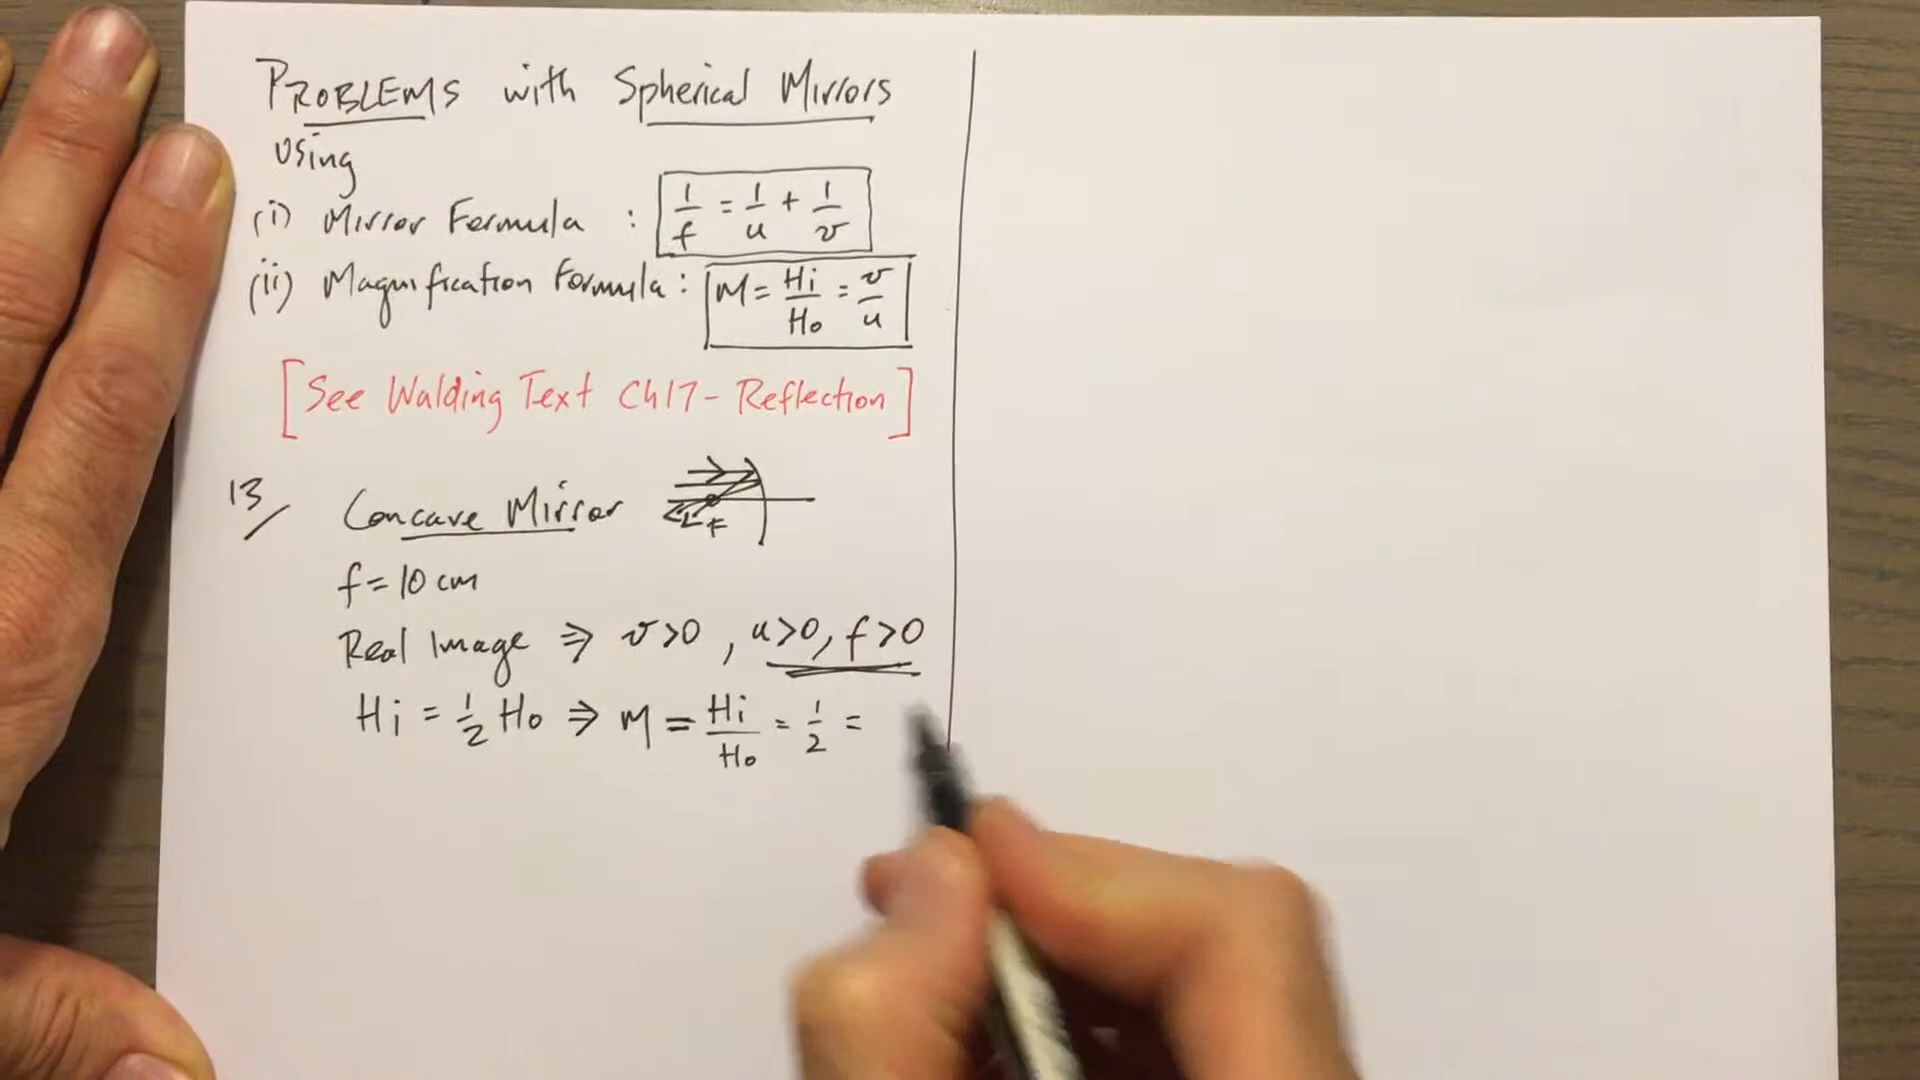 PROBLEMS with Spherical Mirrors
using
(i) Mirror Formula : 1/f = 1/u + 1/v
(ii) Magnification Formula : M = Hi/Ho = v/u
[See Walding Text Ch17 - Reflection]
13/ Concave Mirror F
f = 10 cm
Real Image ⇒ v>0, u>0, f>0
Hi = 1/2 Ho ⇒ M = Hi/Ho = 1/2 =